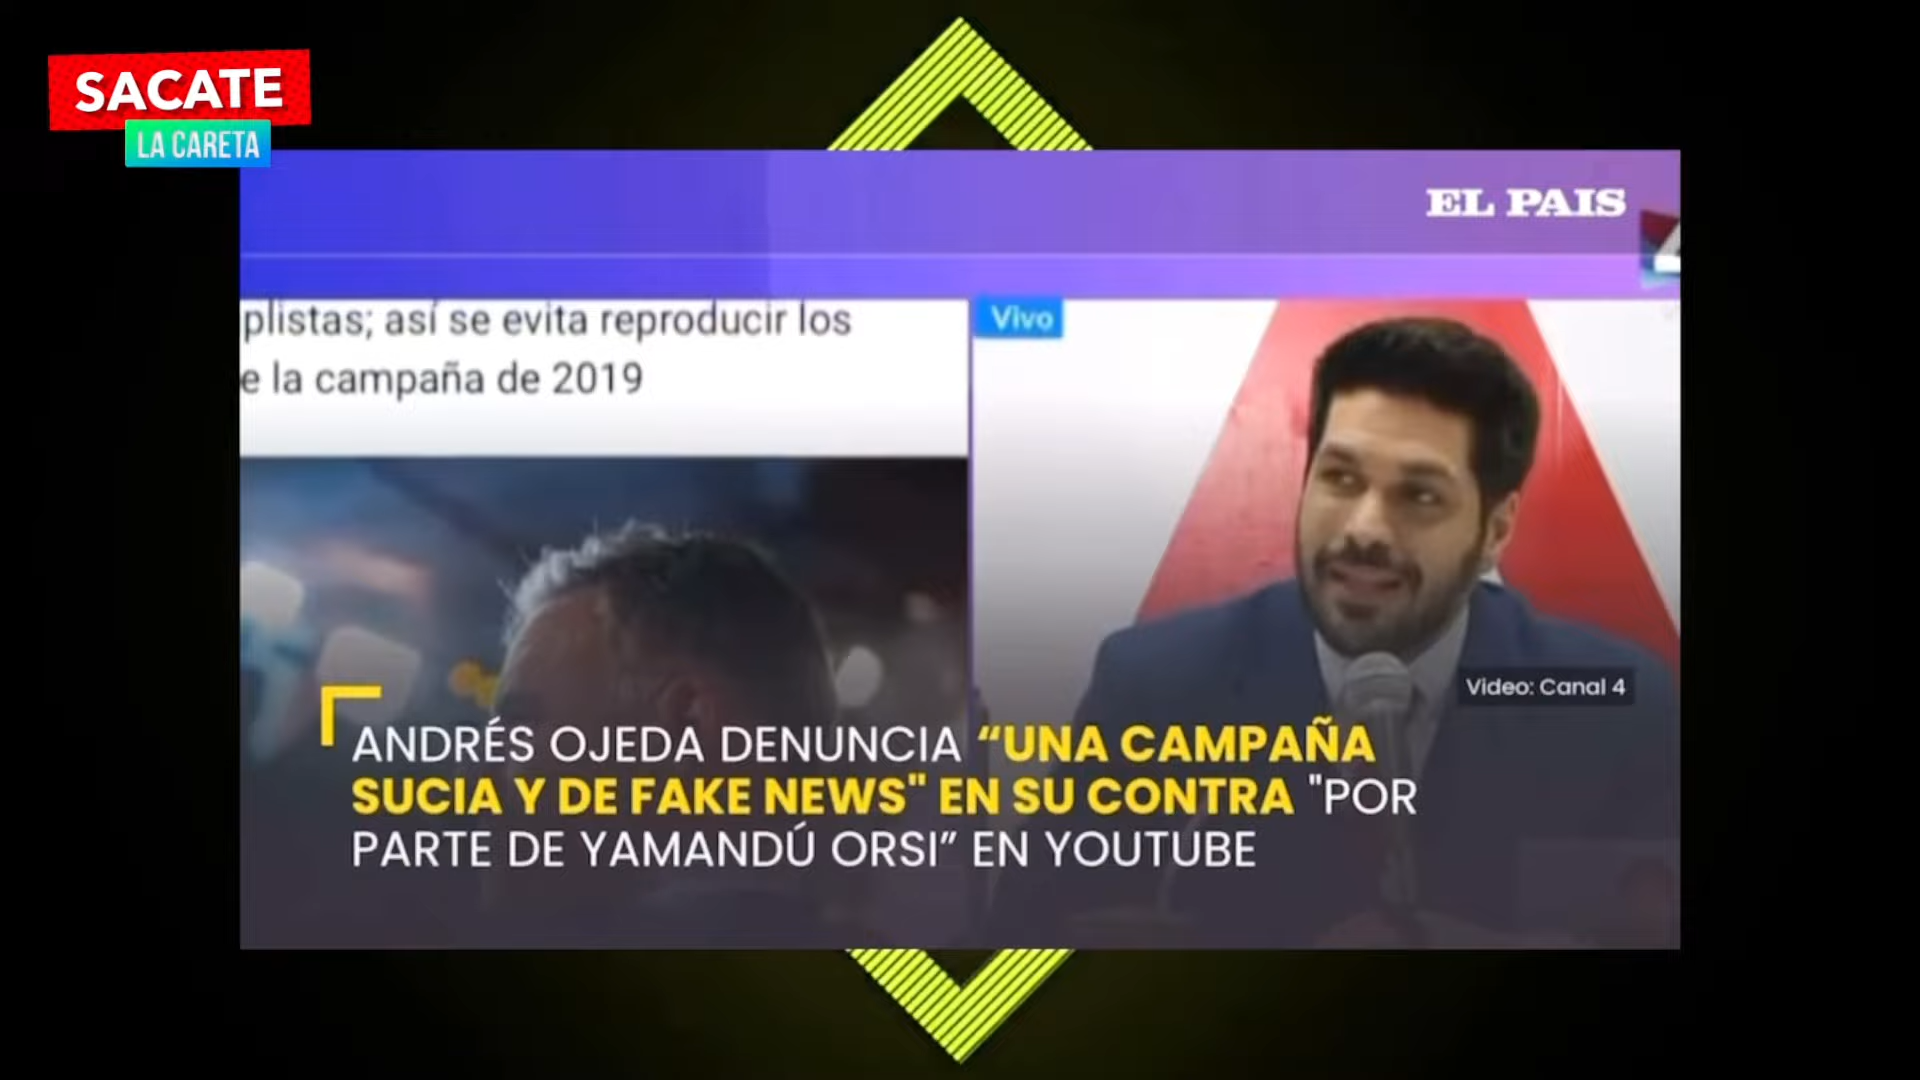 SACATE
LA CARETA
EL PAIS
plistas; así se evita reproducir los
e la campaña de 2019
Vivo
Video: Canal 4
ANDRÉS OJEDA DENUNCIA “UNA CAMPAÑA
SUCIA Y DE FAKE NEWS" EN SU CONTRA "POR
PARTE DE YAMANDÚ ORSI” EN YOUTUBE